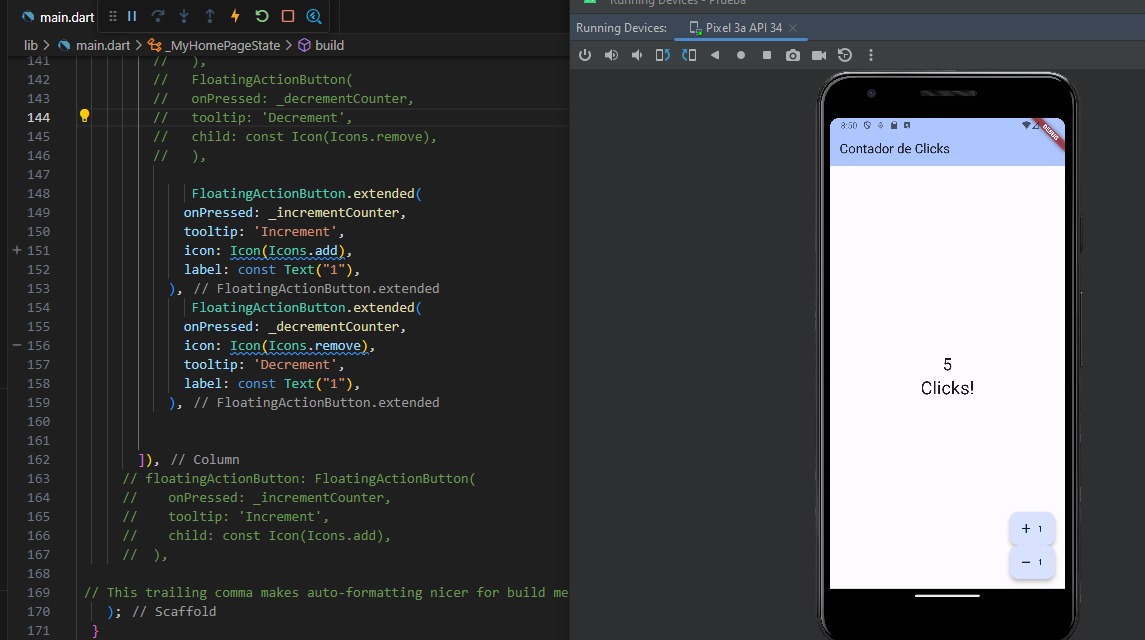 main.dart
lib > main.dart > _MyHomePageState > build
141 // ),
142 // FloatingActionButton(
143 // onPressed: _decrementCounter,
144 // tooltip: 'Decrement',
145 // child: const Icon(Icons.remove),
146 // ),
147
148 FloatingActionButton.extended(
149 onPressed: _incrementCounter,
150 tooltip: 'Increment',
151 icon: Icon(Icons.add),
152 label: const Text("1"),
153 ), // FloatingActionButton.extended
154 FloatingActionButton.extended(
155 onPressed: _decrementCounter,
156 icon: Icon(Icons.remove),
157 tooltip: 'Decrement',
158 label: const Text("1"),
159 ), // FloatingActionButton.extended
160
161
162 ]), // Column
163 // floatingActionButton: FloatingActionButton(
164 // onPressed: _incrementCounter,
165 // tooltip: 'Increment',
166 // child: const Icon(Icons.add),
167 // ),
168
169 // This trailing comma makes auto-formatting nicer for build me
170 ); // Scaffold
171 }
Running Devices - Prueba
Running Devices: Pixel 3a API 34
8:50
DEBUG
Contador de Clicks
5
Clicks!
+ 1
− 1